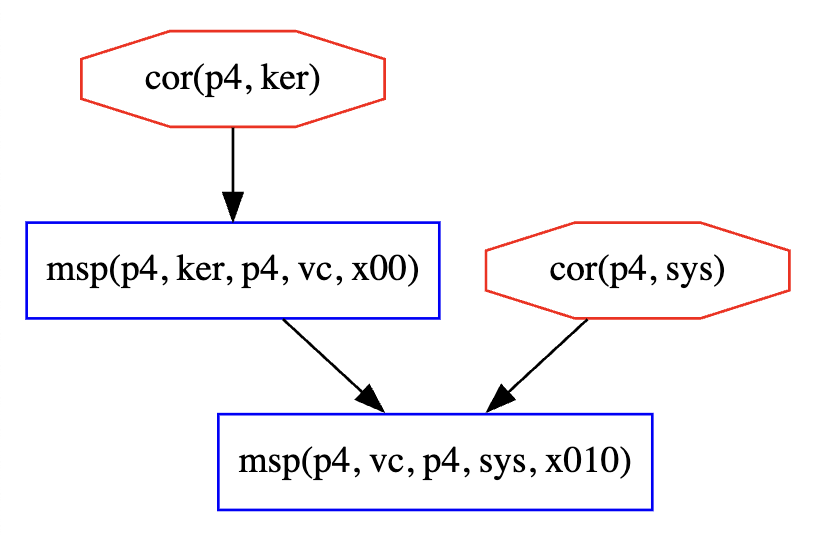 cor(p4, ker)
msp(p4, ker, p4, vc, x00)
cor(p4, sys)
msp(p4, vc, p4, sys, x010)